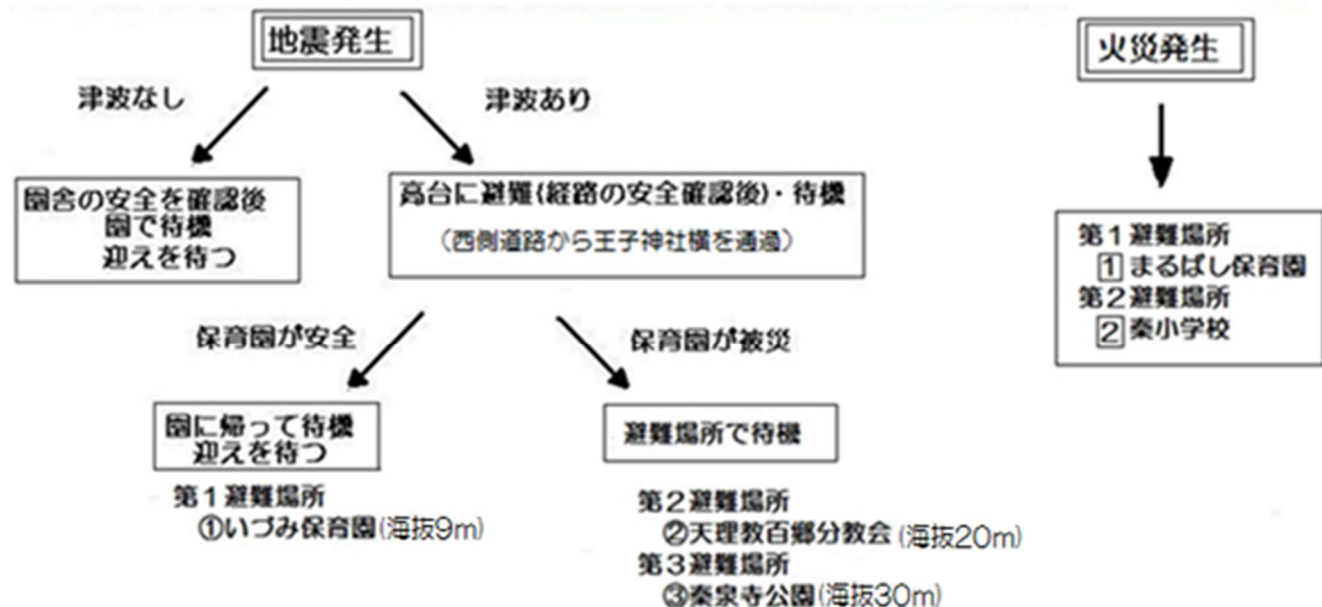 地震発生
津波なし
津波あり
園舎の安全を確認後
園で待機
迎えを待つ
高台に避難(経路の安全確認後)・待機
(西側道路から王子神社横を通過)
保育園が安全
保育園が被災
園に帰って待機
迎えを待つ
第1避難場所
①いづみ保育園(海抜9m)
避難場所で待機
第2避難場所
②天理教百郷分教会(海抜20m)
第3避難場所
③秦泉寺公園(海抜30m)
火災発生
第1避難場所
1 まるばし保育園
第2避難場所
2 秦小学校